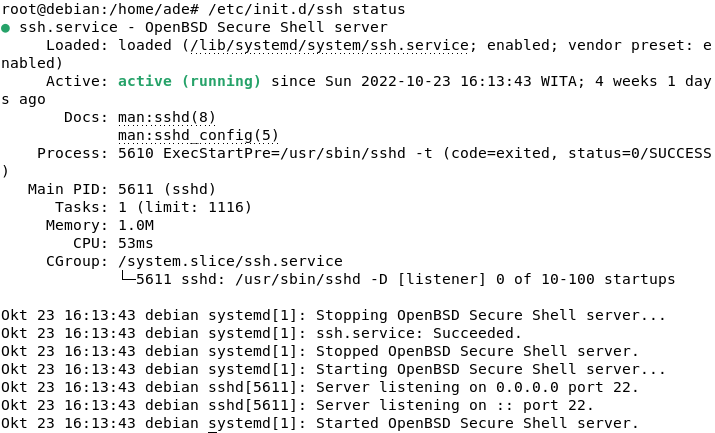 root@debian:/home/ade# /etc/init.d/ssh status
● ssh.service - OpenBSD Secure Shell server
     Loaded: loaded (/lib/systemd/system/ssh.service; enabled; vendor preset: e
nabled)
     Active: active (running) since Sun 2022-10-23 16:13:43 WITA; 4 weeks 1 day
s ago
       Docs: man:sshd(8)
             man:sshd_config(5)
    Process: 5610 ExecStartPre=/usr/sbin/sshd -t (code=exited, status=0/SUCCESS
)
   Main PID: 5611 (sshd)
      Tasks: 1 (limit: 1116)
     Memory: 1.0M
        CPU: 53ms
     CGroup: /system.slice/ssh.service
             └─5611 sshd: /usr/sbin/sshd -D [listener] 0 of 10-100 startups

Okt 23 16:13:43 debian systemd[1]: Stopping OpenBSD Secure Shell server...
Okt 23 16:13:43 debian systemd[1]: ssh.service: Succeeded.
Okt 23 16:13:43 debian systemd[1]: Stopped OpenBSD Secure Shell server.
Okt 23 16:13:43 debian systemd[1]: Starting OpenBSD Secure Shell server...
Okt 23 16:13:43 debian sshd[5611]: Server listening on 0.0.0.0 port 22.
Okt 23 16:13:43 debian sshd[5611]: Server listening on :: port 22.
Okt 23 16:13:43 debian systemd[1]: Started OpenBSD Secure Shell server.